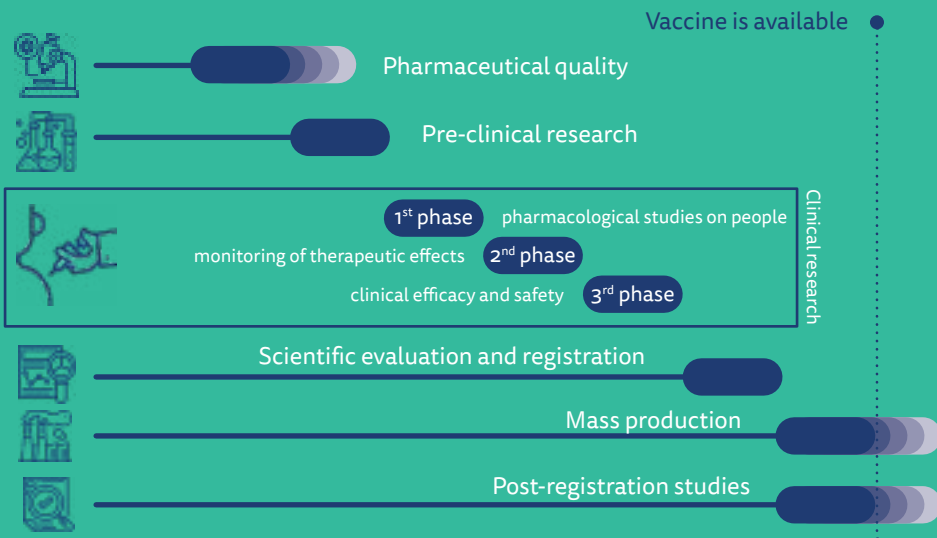 Vaccine is available
Pharmaceutical quality
Pre-clinical research
Clinical research
1st phase pharmacological studies on people
monitoring of therapeutic effects 2nd phase
clinical efficacy and safety 3rd phase
Scientific evaluation and registration
Mass production
Post-registration studies